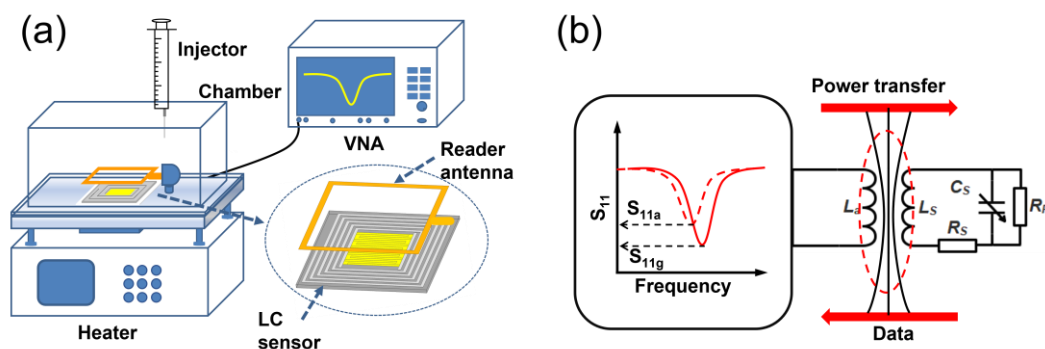 (a)
Injector
Chamber
VNA
Reader
antenna
LC
sensor
Heater
(b)
Power transfer
S11
S11a
S11g
Frequency
La
LS
CS
RS
Data